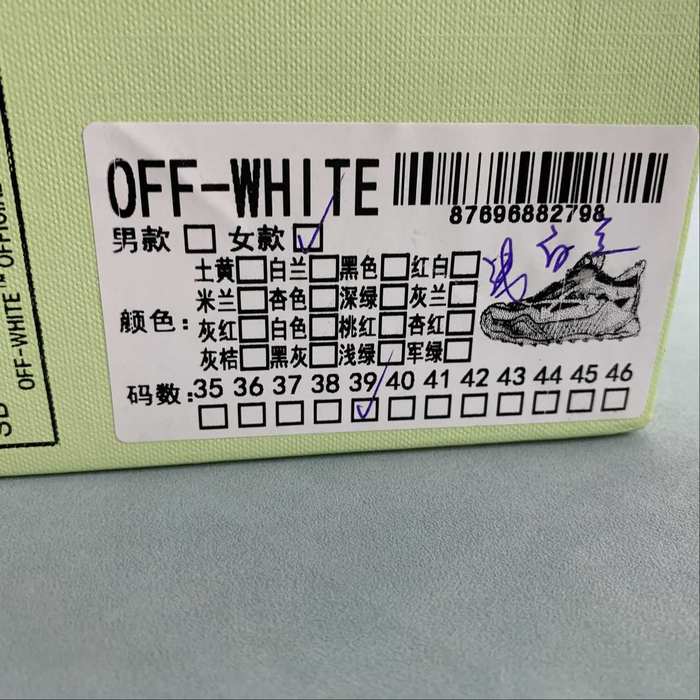 OFF-WHITE
87696882798
男款 □ 女款 ☑
土黄□白兰□黑色□红白□
米兰□杏色□深绿□灰兰□
颜色:
灰红□白色□桃红□杏红□
灰桔□黑灰□浅绿□军绿□
码数:35 36 37 38 39 40 41 42 43 44 45 46
OFF-WHITE™ OFFICIAL